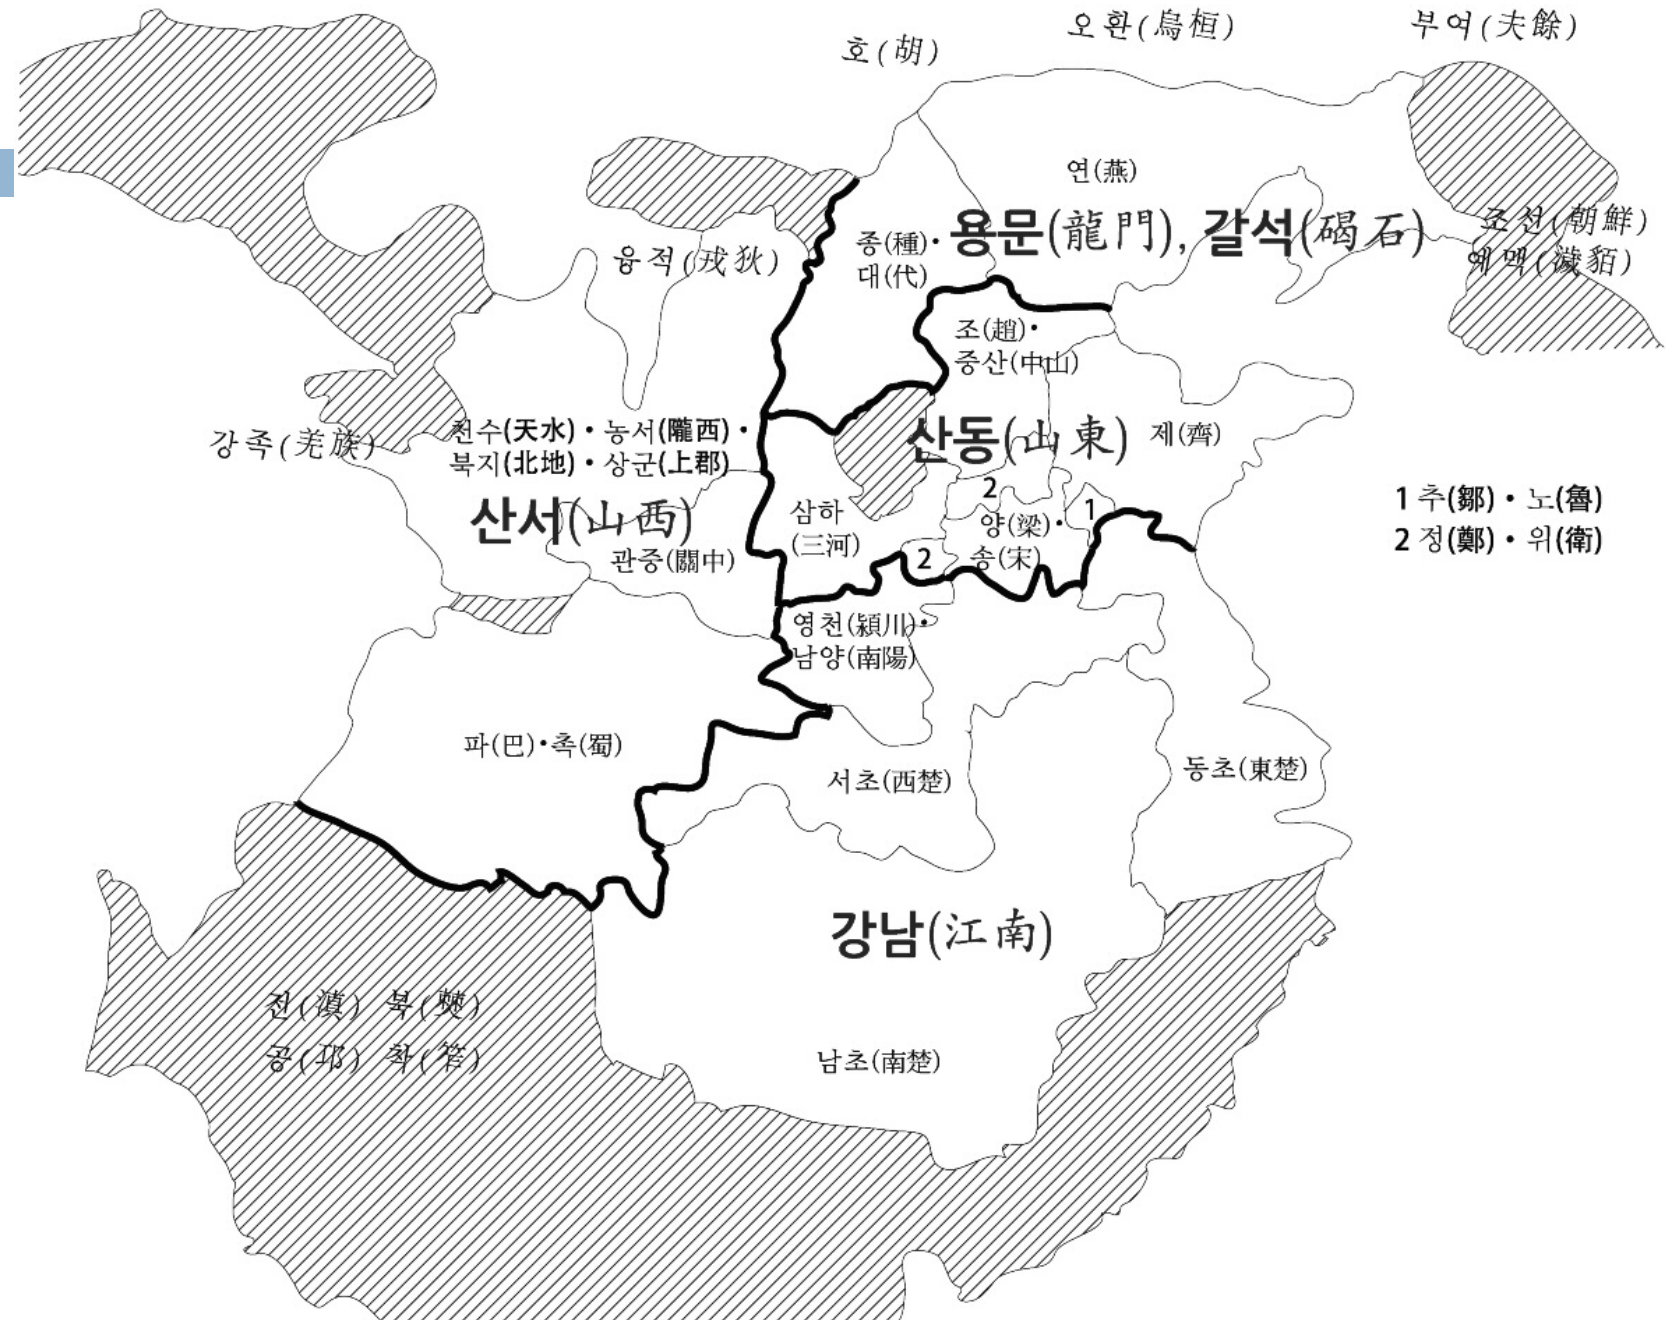 호(胡)
오환(烏桓)
부여(夫餘)
연(燕)
용문(龍門), 갈석(碣石)
조선(朝鮮)
예맥(濊貊)
융적(戎狄)
종(種)·
대(代)
조(趙)·
중산(中山)
강족(羌族)
천수(天水)·농서(隴西)·
북지(北地)·상군(上郡)
산동(山東)
제(齊)
산서(山西)
관중(關中)
삼하
(三河)
2
1
양(梁)·
송(宋)
2
1 추(鄒)·노(魯)
2 정(鄭)·위(衛)
영천(潁川)·
남양(南陽)
파(巴)·촉(蜀)
서초(西楚)
동초(東楚)
강남(江南)
전(滇) 북(僰)
공(邛) 착(笮)
남초(南楚)